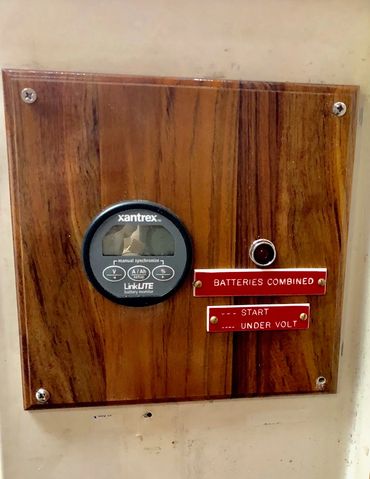 xantrex
manual synchronize
V
A / Ah
%
LinkLITE
battery monitor
BATTERIES COMBINED
--- START
---- UNDER VOLT